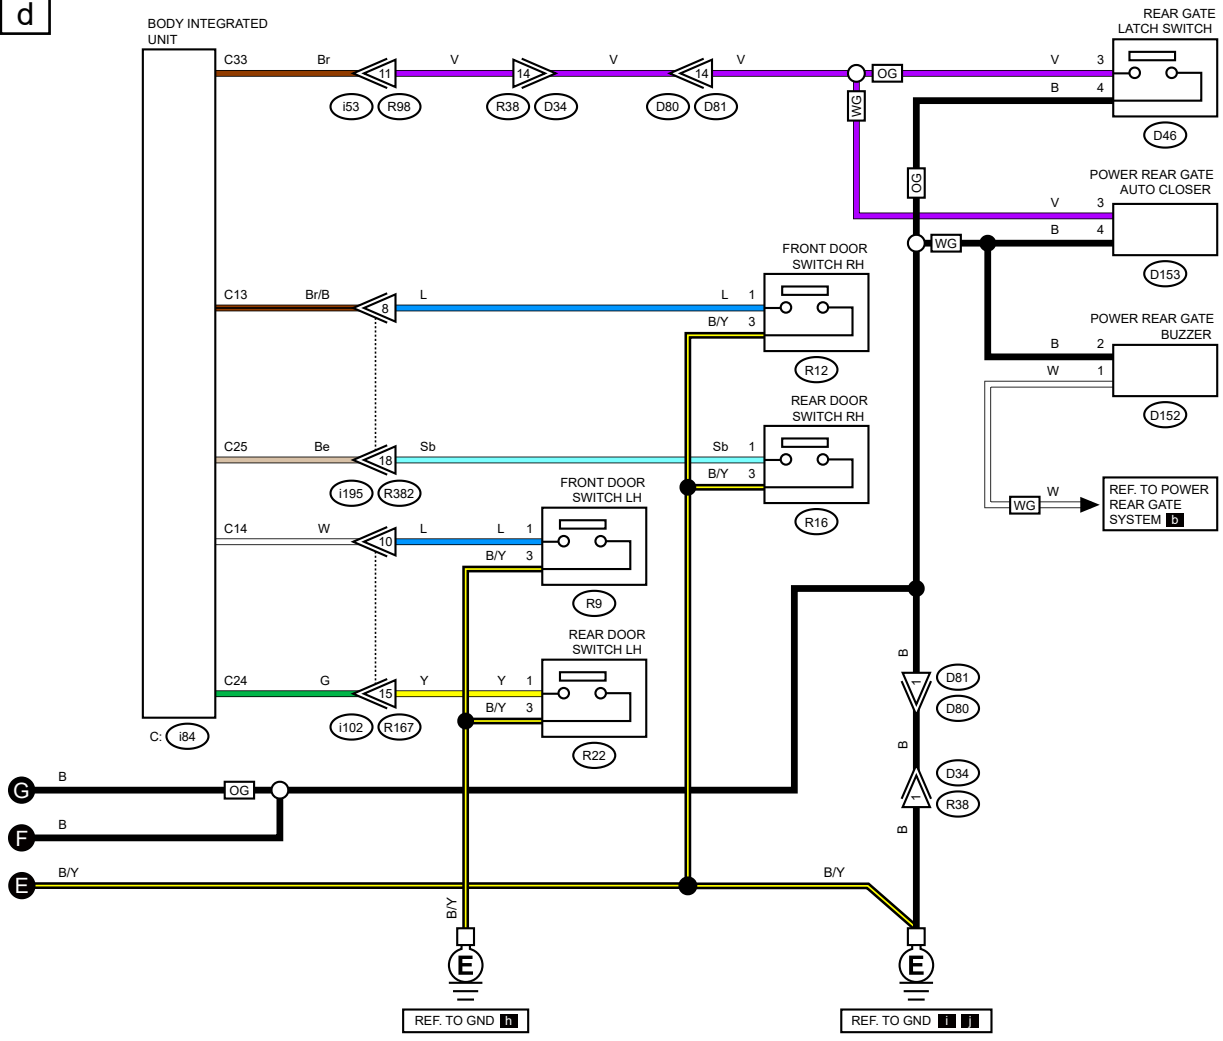 d
BODY INTEGRATED
UNIT
REAR GATE
LATCH SWITCH
C33 Br 11 V 14 V 14 V OG V 3
WG
B 4
i53 R98 R38 D34 D80 D81
D46
OG
POWER REAR GATE
AUTO CLOSER
V 3
WG B 4
D153
FRONT DOOR
SWITCH RH
C13 Br/B 8 L L 1
B/Y 3
R12
POWER REAR GATE
BUZZER
B 2
W 1
D152
REAR DOOR
SWITCH RH
C25 Be 18 Sb Sb 1
B/Y 3
i195 R382
R16
W
WG
REF. TO POWER
REAR GATE
SYSTEM b
FRONT DOOR
SWITCH LH
C14 W 10 L L 1
B/Y 3
R9
REAR DOOR
SWITCH LH
C24 G 15 Y Y 1
B/Y 3
i102 R167
R22
C: i84
B
1
D81
D80
B
D34
1
R38
B
G B OG
F B
E B/Y B/Y
B/Y
E
E
REF. TO GND h
REF. TO GND i j